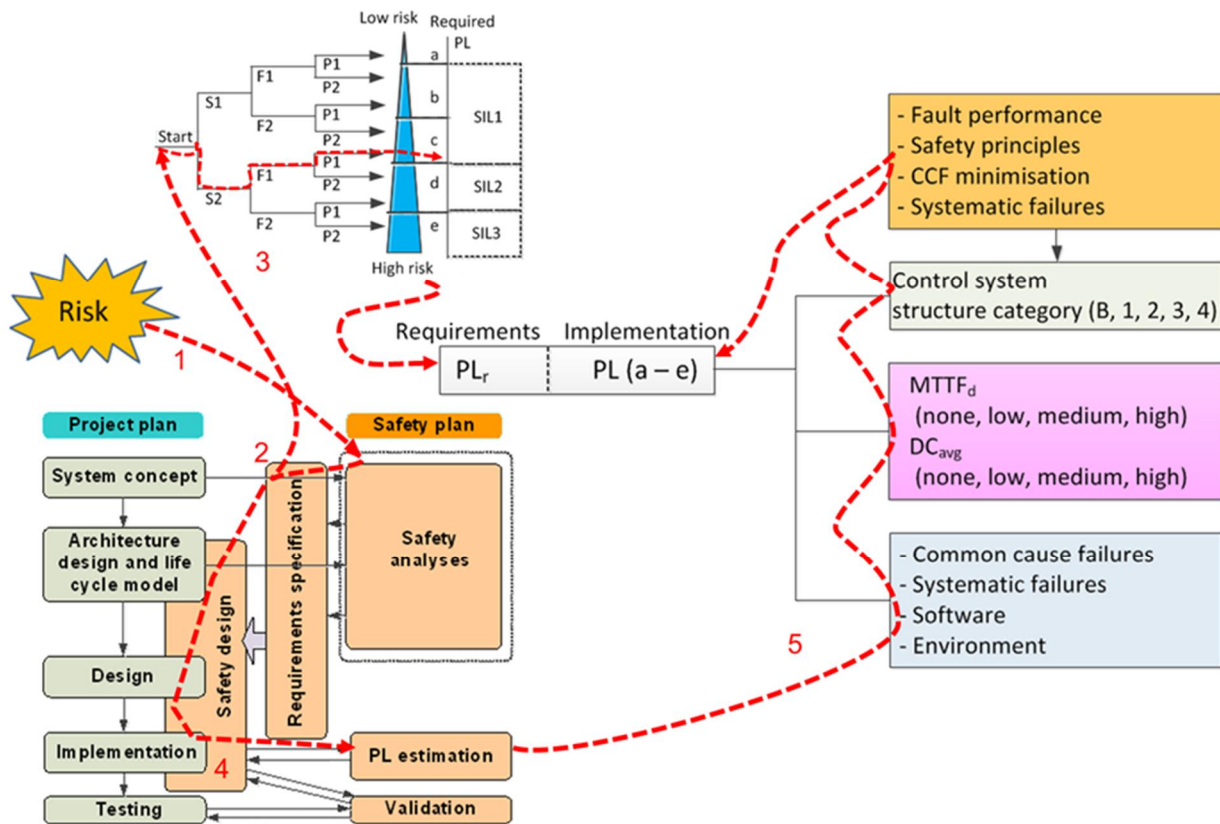 Low risk
Required
PL
Start
S1
S2
F1
F2
F1
F2
P1
P2
P1
P2
P1
P2
P1
P2
a
b
c
d
e
SIL1
SIL2
SIL3
High risk
3
Risk
1
Requirements
Implementation
PLr
PL (a – e)
- Fault performance
- Safety principles
- CCF minimisation
- Systematic failures
Control system
structure category (B, 1, 2, 3, 4)
MTTFd
(none, low, medium, high)
DCavg
(none, low, medium, high)
- Common cause failures
- Systematic failures
- Software
- Environment
5
Project plan
Safety plan
2
System concept
Architecture
design and life
cycle model
Design
Implementation
Testing
Safety design
Requirements specification
Safety
analyses
4
PL estimation
Validation